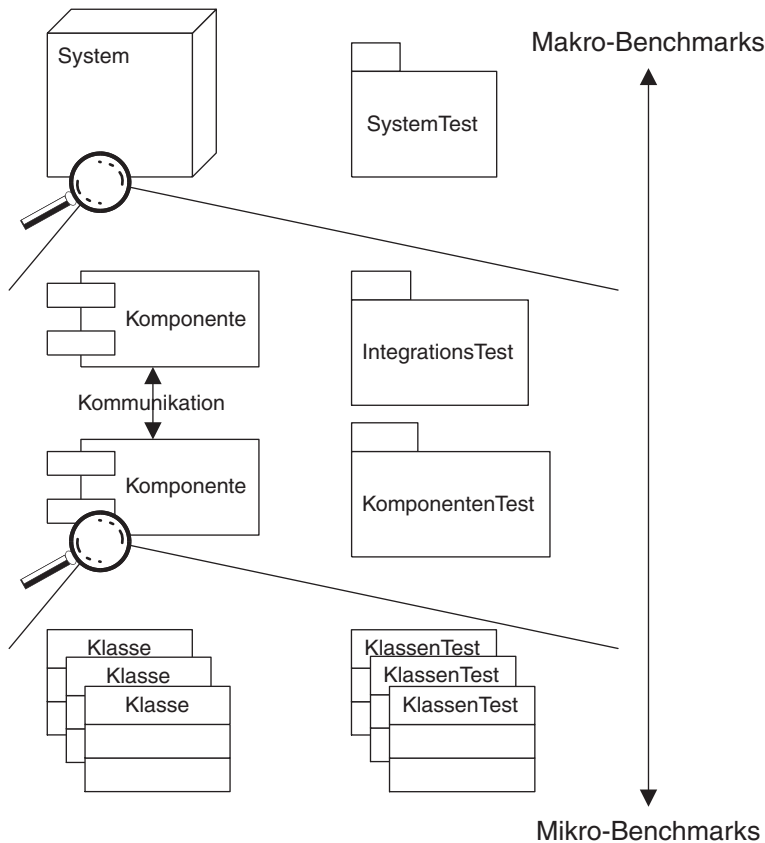 Makro-Benchmarks
System
SystemTest
Komponente
IntegrationsTest
Kommunikation
Komponente
KomponentenTest
Klasse
KlassenTest
Klasse
KlassenTest
Klasse
KlassenTest
Mikro-Benchmarks